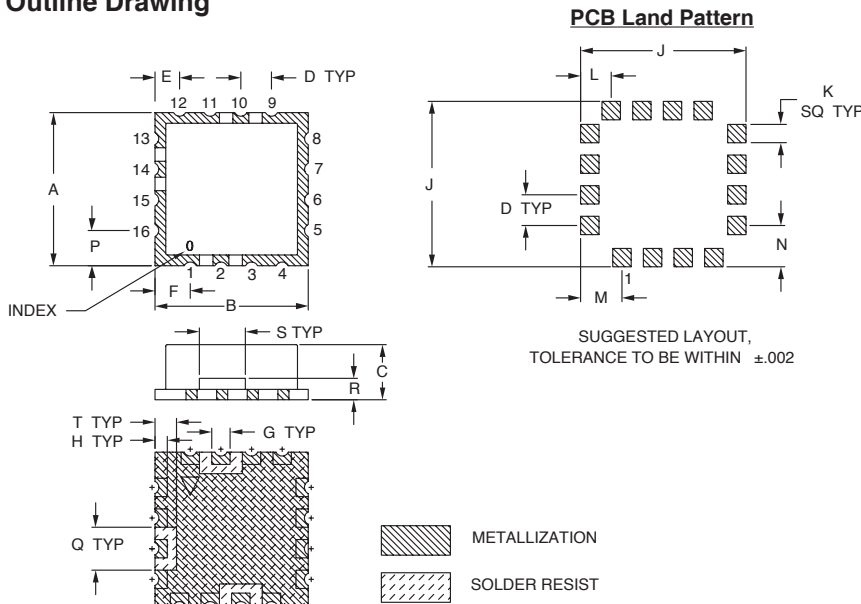 Outline Drawing
PCB Land Pattern
E
D TYP
12 11 10 9
13
14
15
16
8
7
6
5
A
P
0
1 2 3 4
INDEX
F
B
J
L
K
SQ TYP
J
D TYP
N
1
M
SUGGESTED LAYOUT,
TOLERANCE TO BE WITHIN ±.002
S TYP
C
R
T TYP
H TYP
G TYP
Q TYP
METALLIZATION
SOLDER RESIST